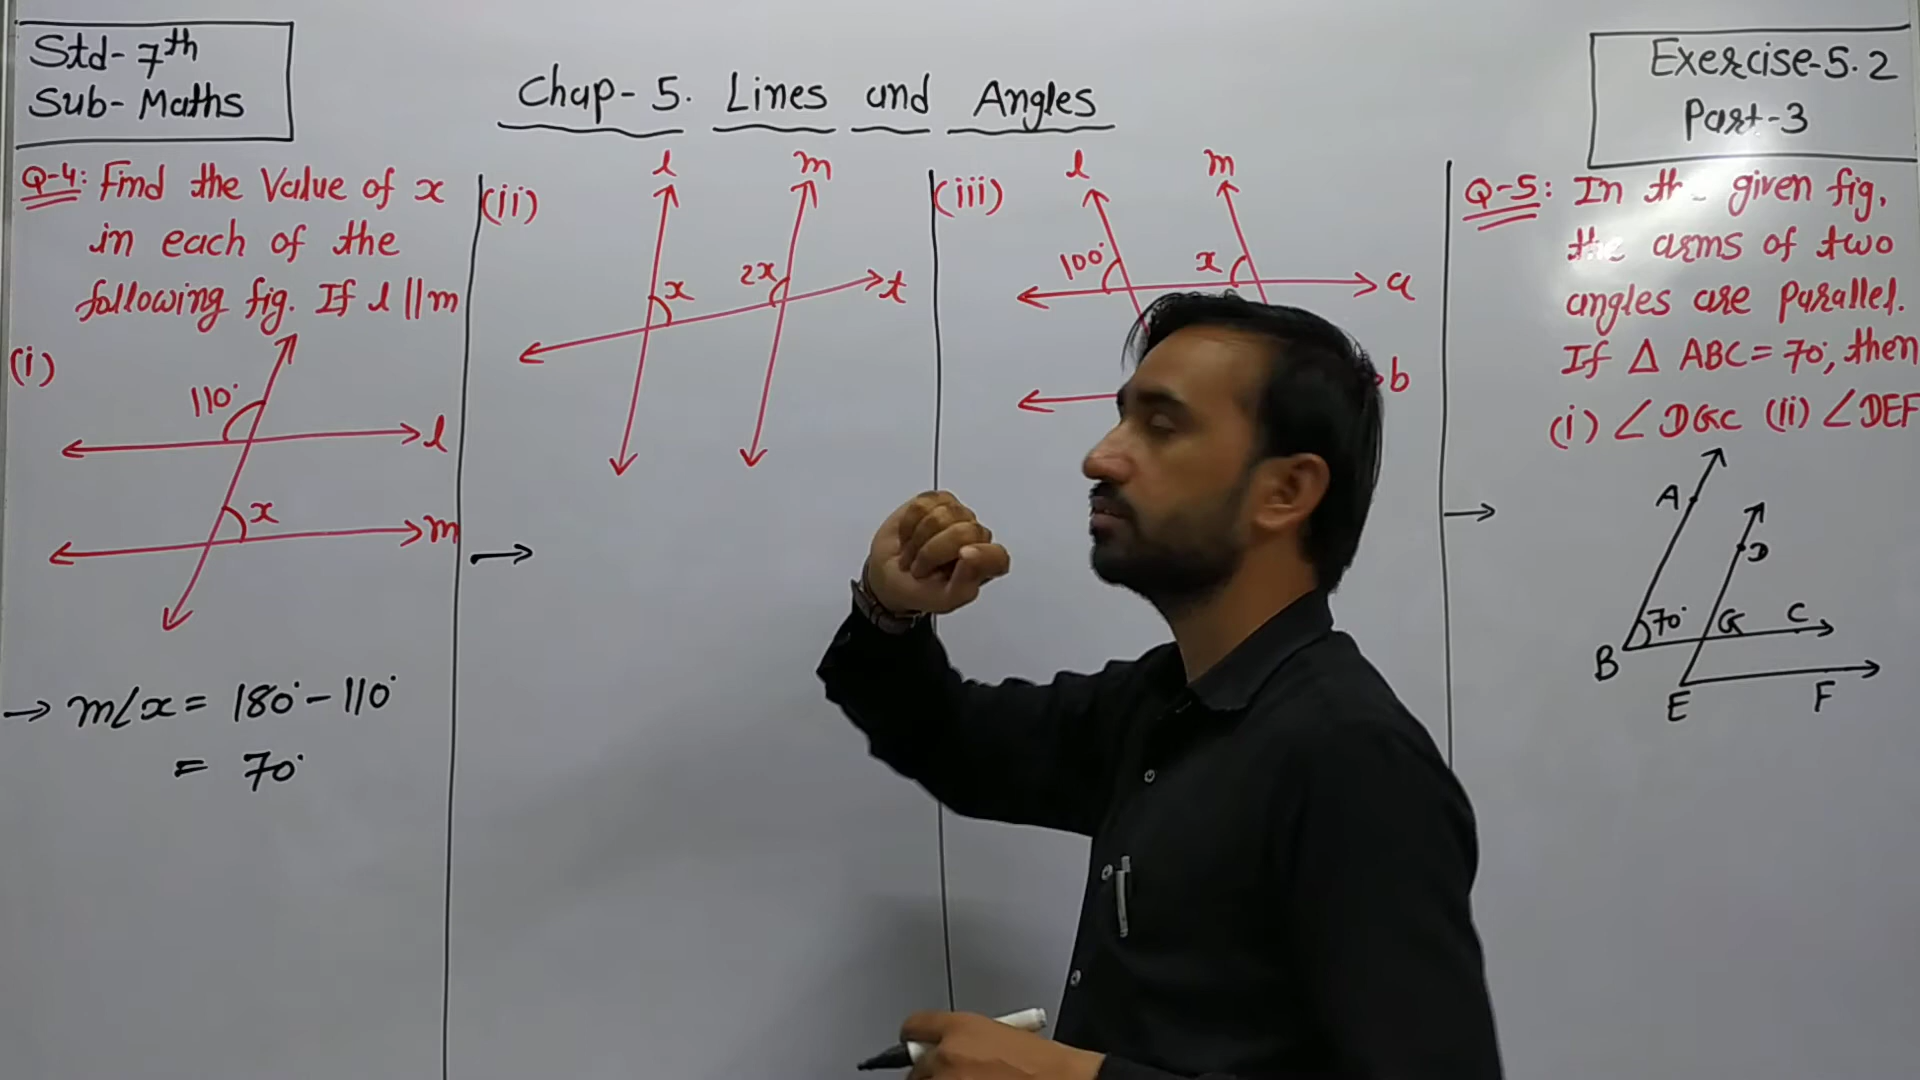 Std- 7th
Sub- Maths
Chap- 5. Lines and Angles
Exercise-5.2
Part-3
Q-4: Find the Value of x
in each of the
following fig. If l || m
(i)
110°
l
x
m
→ m∠x = 180° - 110°
= 70°
(ii)
l
m
x
2x
t
→
(iii)
l
m
100°
x
a
b
→
Q-5: In given fig,
the arms of two
angles are parallel.
If Δ ABC = 70°, then
(i) ∠DGC (ii) ∠DEF
A
D
70°
G
C
B
E
F